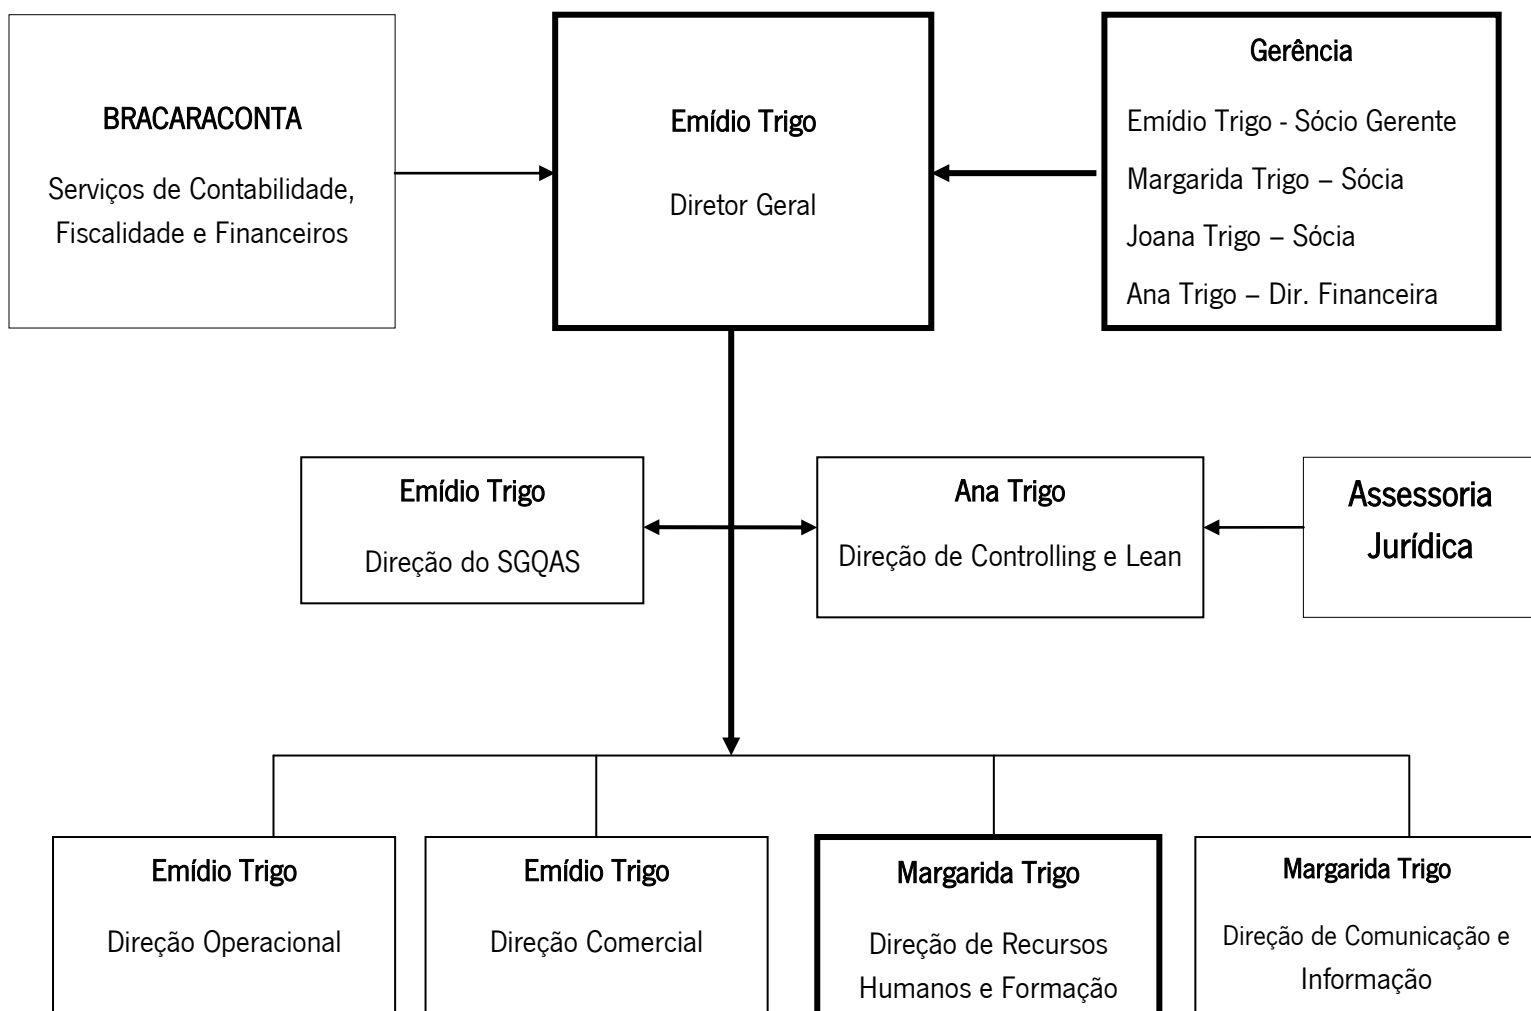 BRACARACONTA
Serviços de Contabilidade,
Fiscalidade e Financeiros
Emídio Trigo
Diretor Geral
Gerência
Emídio Trigo - Sócio Gerente
Margarida Trigo – Sócia
Joana Trigo – Sócia
Ana Trigo – Dir. Financeira
Emídio Trigo
Direção do SGQAS
Ana Trigo
Direção de Controlling e Lean
Assessoria
Jurídica
Emídio Trigo
Direção Operacional
Emídio Trigo
Direção Comercial
Margarida Trigo
Direção de Recursos
Humanos e Formação
Margarida Trigo
Direção de Comunicação e
Informação